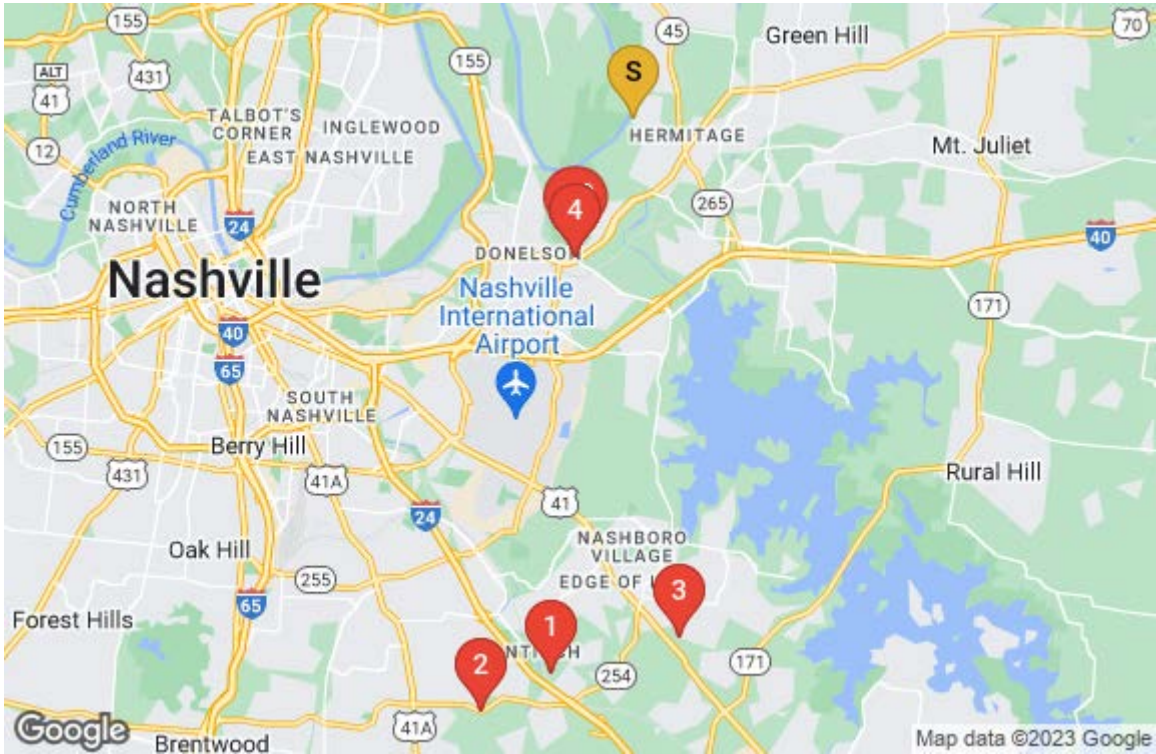 155
45
Green Hill
70
155
ALT
431
S
41
TALBOT'S
CORNER
INGLEWOOD
HERMITAGE
EAST NASHVILLE
Mt. Juliet
12
Cumberland River
NORTH
NASHVILLE
24
4
265
40
DONELSON
Nashville
Nashville
International
Airport
171
40
65
SOUTH
NASHVILLE
155
Berry Hill
431
41A
41
Rural Hill
24
Oak Hill
NASHBORO
VILLAGE
255
EDGE OF
65
3
Forest Hills
1
2
254
171
41A
Google
Brentwood
Map data ©2023 Google